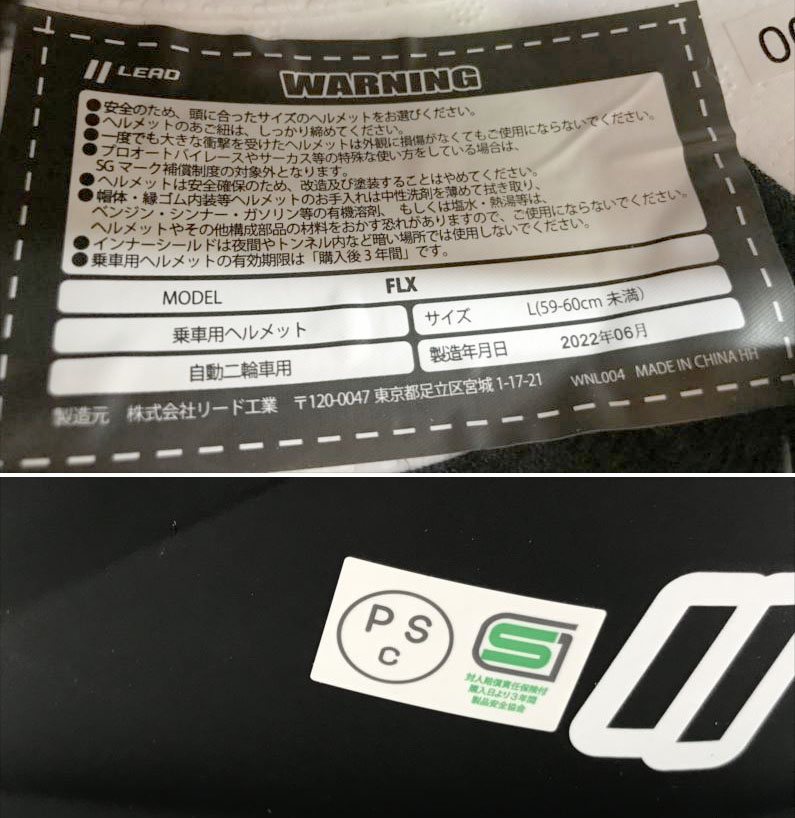 LEAD WARNING
●安全のため、頭に合ったサイズのヘルメットをお選びください。
●ヘルメットのあご紐は、しっかり締めてください。
●一度でも大きな衝撃を受けたヘルメットは外観に損傷がなくてもご使用にならないでください。
●プロオートバイレースやサーカス等の特殊な使い方をしている場合は、
SGマーク補償制度の対象外となります。
●ヘルメットは安全確保のため、改造及び塗装することはやめてください。
●帽体・縁ゴム内装等ヘルメットのお手入れは中性洗剤を薄めて拭き取り、
ベンジン・シンナー・ガソリン等の有機溶剤、もしくは塩水・熱湯等は、
ヘルメットやその他構成部品の材料をおかす恐れがありますので、ご使用にならないでください。
●インナーシールドは夜間やトンネル内など暗い場所では使用しないでください。
●乗車用ヘルメットの有効期限は「購入後3年間」です。
MODEL FLX
乗車用ヘルメット サイズ L(59-60cm 未満)
自動二輪車用 製造年月日 2022年06月
製造元 株式会社リード工業 〒120-0047 東京都足立区宮城 1-17-21 WNL004 MADE IN CHINA HH
PS
C
SG
対人賠償責任保険付
購入日より3年間
製品安全協会